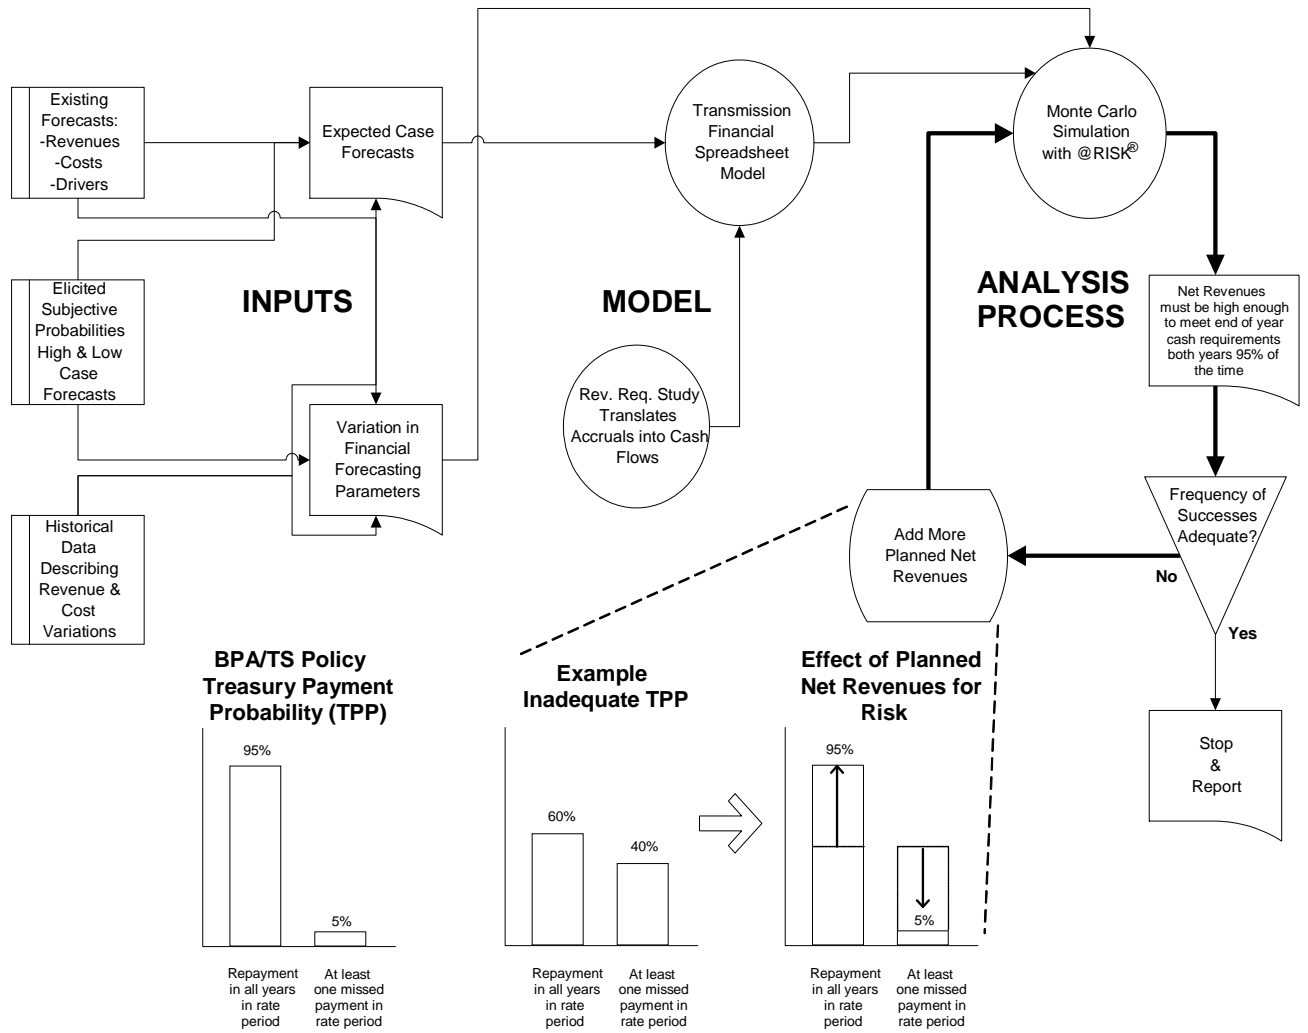 Existing
Forecasts:
-Revenues
-Costs
-Drivers
Expected Case
Forecasts
Transmission
Financial
Spreadsheet
Model
Monte Carlo
Simulation
with @RISK®
Elicited
Subjective
Probabilities
High & Low
Case
Forecasts
INPUTS
MODEL
ANALYSIS
PROCESS
Net Revenues
must be high enough
to meet end of year
cash requirements
both years 95% of
the time
Rev. Req. Study
Translates
Accruals into Cash
Flows
Variation in
Financial
Forecasting
Parameters
Historical
Data
Describing
Revenue &
Cost
Variations
Add More
Planned Net
Revenues
Frequency of
Successes
Adequate?
No
Yes
Stop
&
Report
BPA/TS Policy
Treasury Payment
Probability (TPP)
95%
5%
Repayment
in all years
in rate
period
At least
one missed
payment in
rate period
Example
Inadequate TPP
60%
40%
Repayment
in all years
in rate
period
At least
one missed
payment in
rate period
Effect of Planned
Net Revenues for
Risk
95%
5%
Repayment
in all years
in rate
period
At least
one missed
payment in
rate period